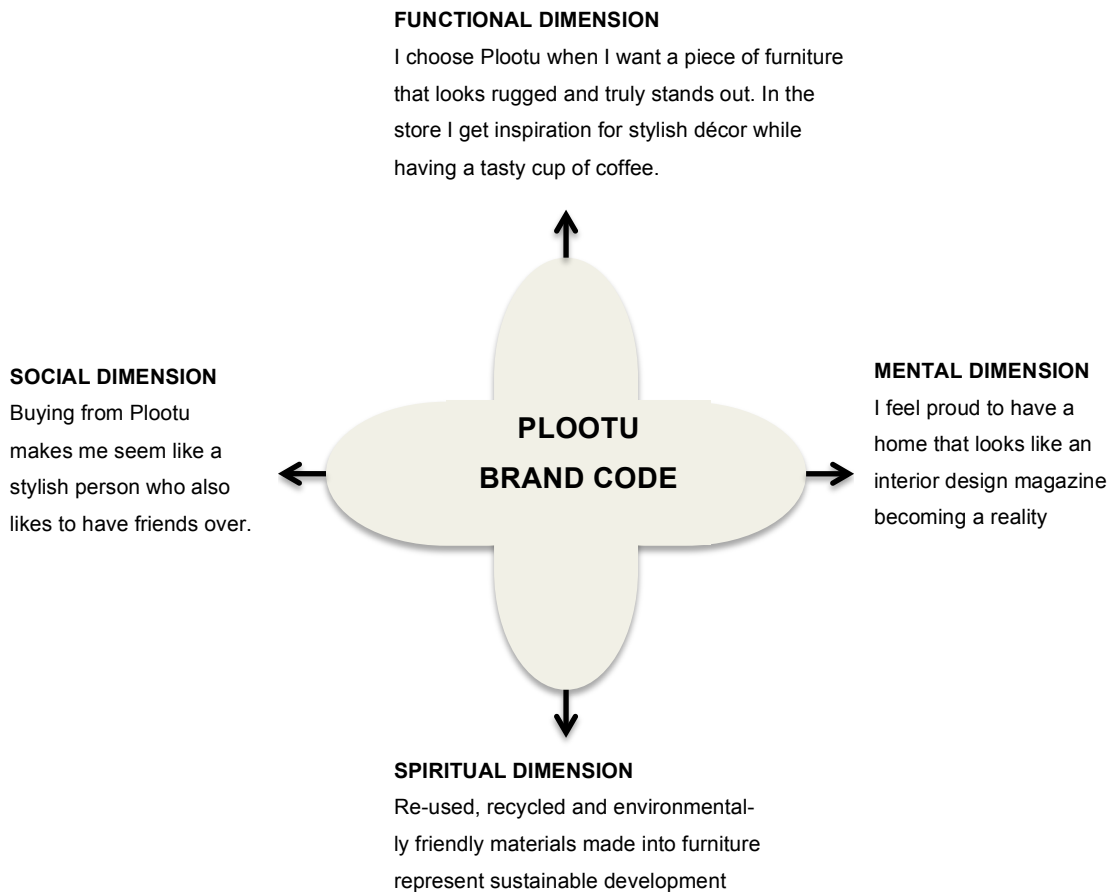 FUNCTIONAL DIMENSION
I choose Plootu when I want a piece of furniture
that looks rugged and truly stands out. In the
store I get inspiration for stylish décor while
having a tasty cup of coffee.
SOCIAL DIMENSION
Buying from Plootu
makes me seem like a
stylish person who also
likes to have friends over.
PLOOTU
BRAND CODE
MENTAL DIMENSION
I feel proud to have a
home that looks like an
interior design magazine
becoming a reality
SPIRITUAL DIMENSION
Re-used, recycled and environmental-
ly friendly materials made into furniture
represent sustainable development